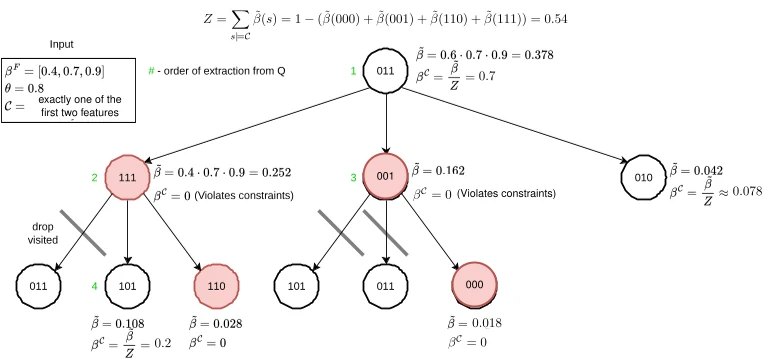 Z = ∑_{s⊨𝒞} β̃(s) = 1 − (β̃(000) + β̃(001) + β̃(110) + β̃(111)) = 0.54
Input
β^F = [0.4, 0.7, 0.9]
θ = 0.8
𝒞 = exactly one of the
first two features
# - order of extraction from Q
1
011
β̃ = 0.6 · 0.7 · 0.9 = 0.378
β^𝒞 = β̃/Z = 0.7
2
111
β̃ = 0.4 · 0.7 · 0.9 = 0.252
β^𝒞 = 0 (Violates constraints)
3
001
β̃ = 0.162
β^𝒞 = 0 (Violates constraints)
010
β̃ = 0.042
β^𝒞 = β̃/Z ≈ 0.078
drop
visited
011
4
101
110
101
011
000
β̃ = 0.108
β^𝒞 = β̃/Z = 0.2
β̃ = 0.028
β^𝒞 = 0
β̃ = 0.018
β^𝒞 = 0